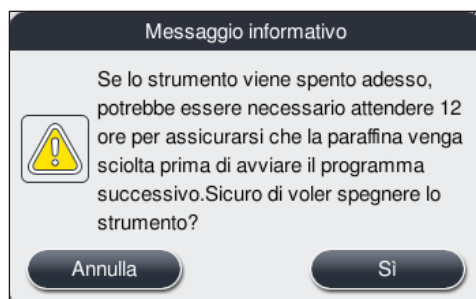 Messaggio informativo
Se lo strumento viene spento adesso,
potrebbe essere necessario attendere 12
ore per assicurarsi che la paraffina venga
sciolta prima di avviare il programma
successivo.Sicuro di voler spegnere lo
strumento?
Annulla
Sì